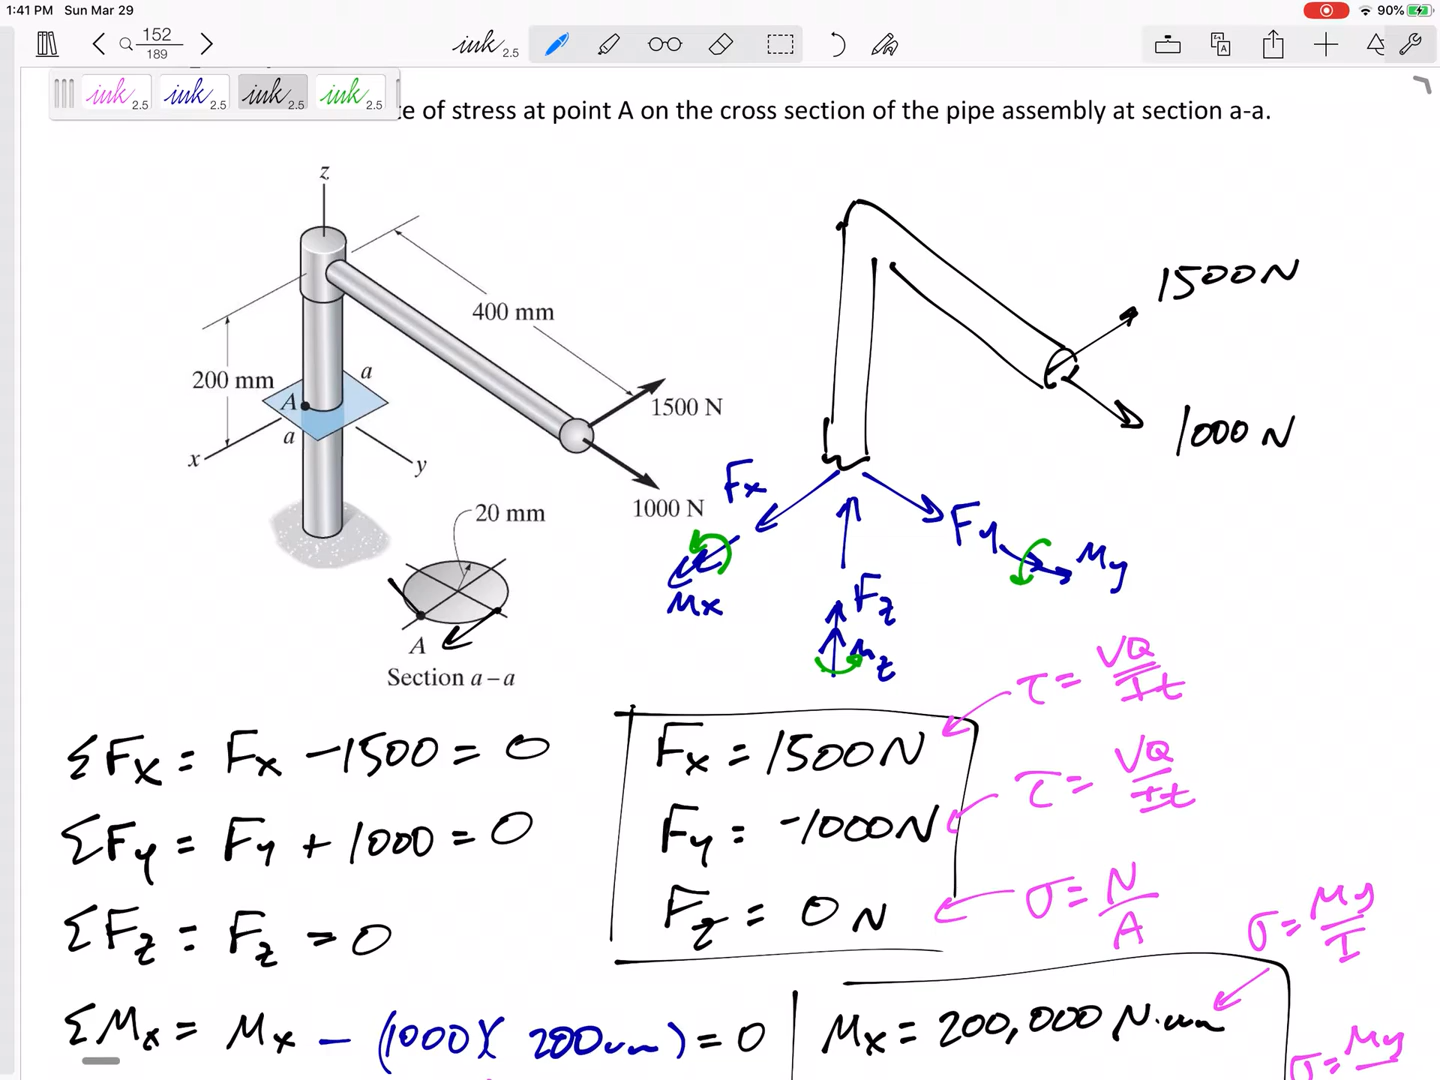 1:41 PM Sun Mar 29
90%
152
189
ink 2.5
ink 2.5
ink 2.5
ink 2.5
ink 2.5
te of stress at point A on the cross section of the pipe assembly at section a-a.
z
400 mm
200 mm
a
A
a
x
y
1500 N
1000 N
20 mm
A
Section a–a
1500N
1000 N
Fx
Fy
My
Mx
Fz
Mz
τ = VQ/It
τ = VQ/It
σ = N/A
σ = My/I
σ = My
ΣFx = Fx - 1500 = 0
Fx = 1500N
ΣFy = Fy + 1000 = 0
Fy = -1000N
ΣFz = Fz = 0
Fz = 0 N
ΣMx = Mx - (1000)(200mm) = 0
Mx = 200,000 N·mm